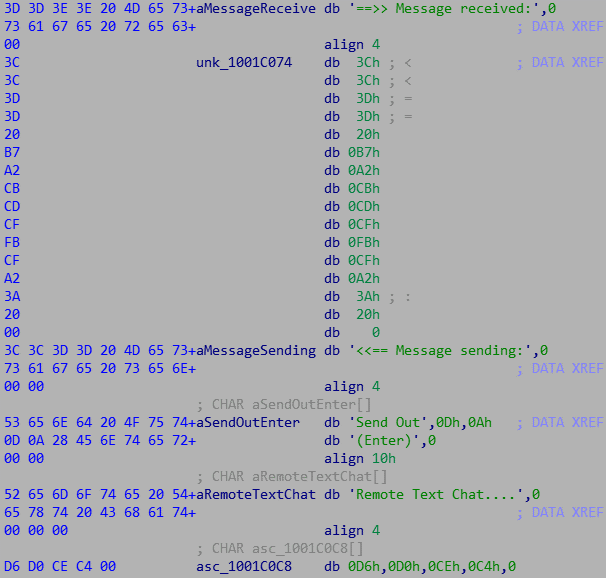 3D 3D 3E 3E 20 4D 65 73+aMessageReceive db '==>> Message received:',0
73 61 67 65 20 72 65 63+ ; DATA XREF
00 align 4
3C unk_1001C074 db 3Ch ; < ; DATA XREF
3C db 3Ch ; <
3D db 3Dh ; =
3D db 3Dh ; =
20 db 20h
B7 db 0B7h
A2 db 0A2h
CB db 0CBh
CD db 0CDh
CF db 0CFh
FB db 0FBh
CF db 0CFh
A2 db 0A2h
3A db 3Ah ; :
20 db 20h
00 db 0
3C 3C 3D 3D 20 4D 65 73+aMessageSending db '<<== Message sending:',0
73 61 67 65 20 73 65 6E+ ; DATA XREF
00 00 align 4
; CHAR aSendOutEnter[]
53 65 6E 64 20 4F 75 74+aSendOutEnter db 'Send Out',0Dh,0Ah ; DATA XREF
0D 0A 28 45 6E 74 65 72+ db '(Enter)',0
00 00 align 10h
; CHAR aRemoteTextChat[]
52 65 6D 6F 74 65 20 54+aRemoteTextChat db 'Remote Text Chat....',0
65 78 74 20 43 68 61 74+ ; DATA XREF
00 00 00 align 4
; CHAR asc_1001C0C8[]
D6 D0 CE C4 00 asc_1001C0C8 db 0D6h,0D0h,0CEh,0C4h,0